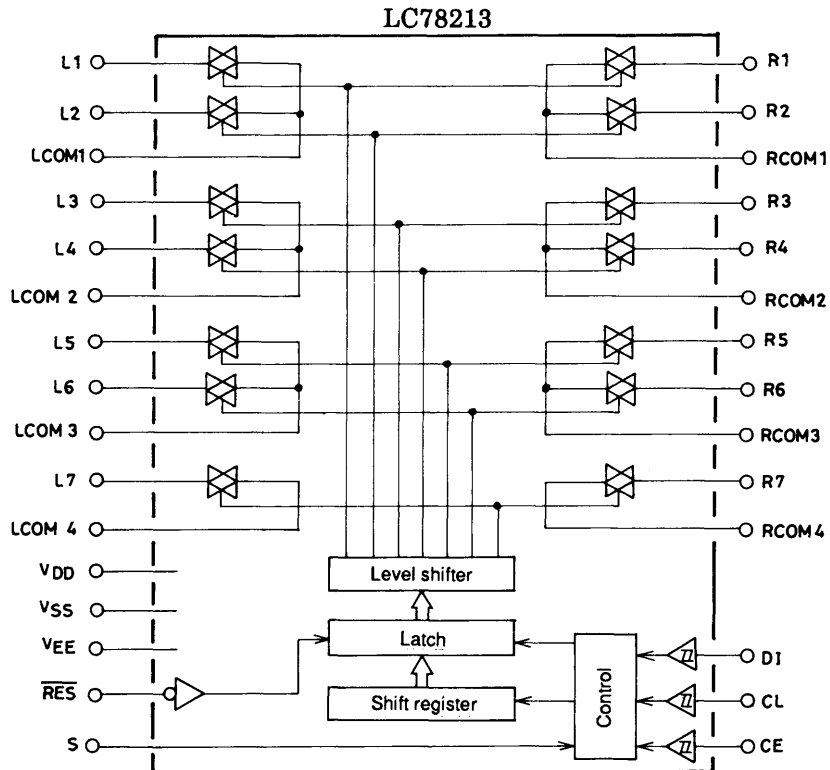 LC78213
L1 R1
L2 R2
LCOM1 RCOM1
L3 R3
L4 R4
LCOM 2 RCOM2
L5 R5
L6 R6
LCOM 3 RCOM3
L7 R7
LCOM 4 RCOM4
VDD
Level shifter
VSS
VEE
Latch
DI
RES
Shift register
Control
CL
S
CE